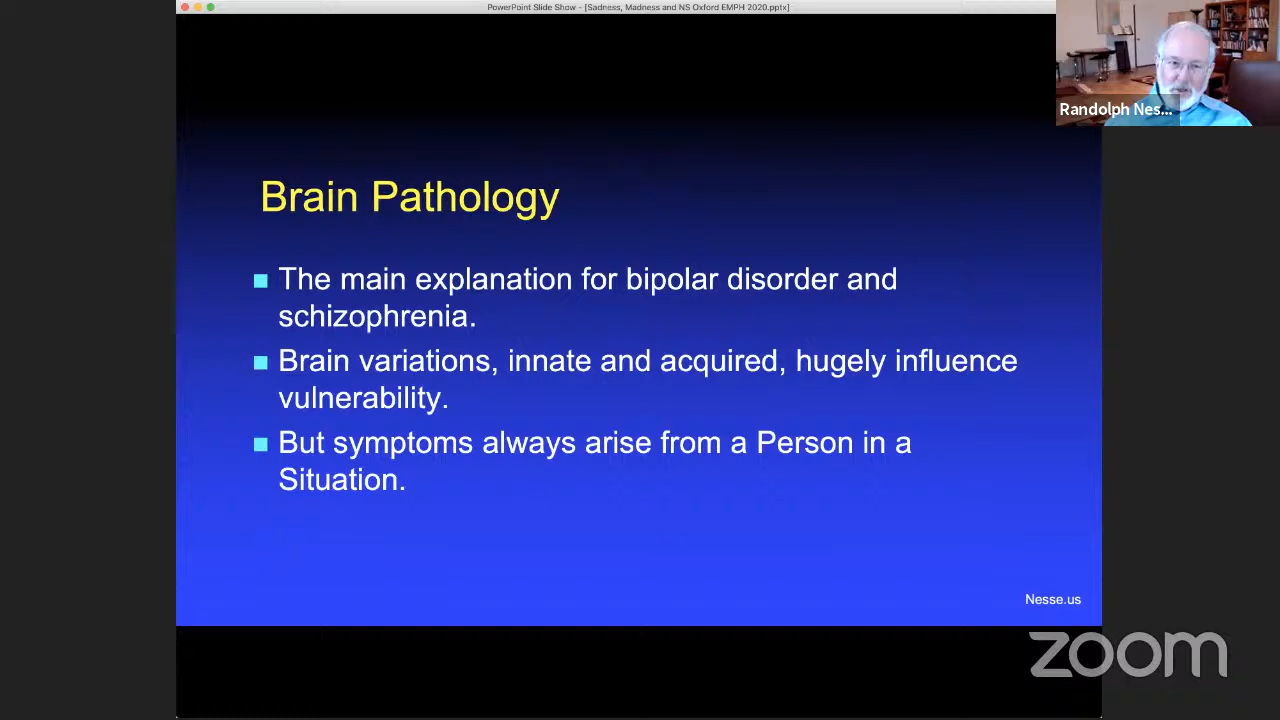 PowerPoint Slide Show - [Sadness, Madness and NS Oxford EMPH 2020.pptx]
Randolph Nes...
Brain Pathology
The main explanation for bipolar disorder and
schizophrenia.
Brain variations, innate and acquired, hugely influence
vulnerability.
But symptoms always arise from a Person in a
Situation.
Nesse.us
zoom